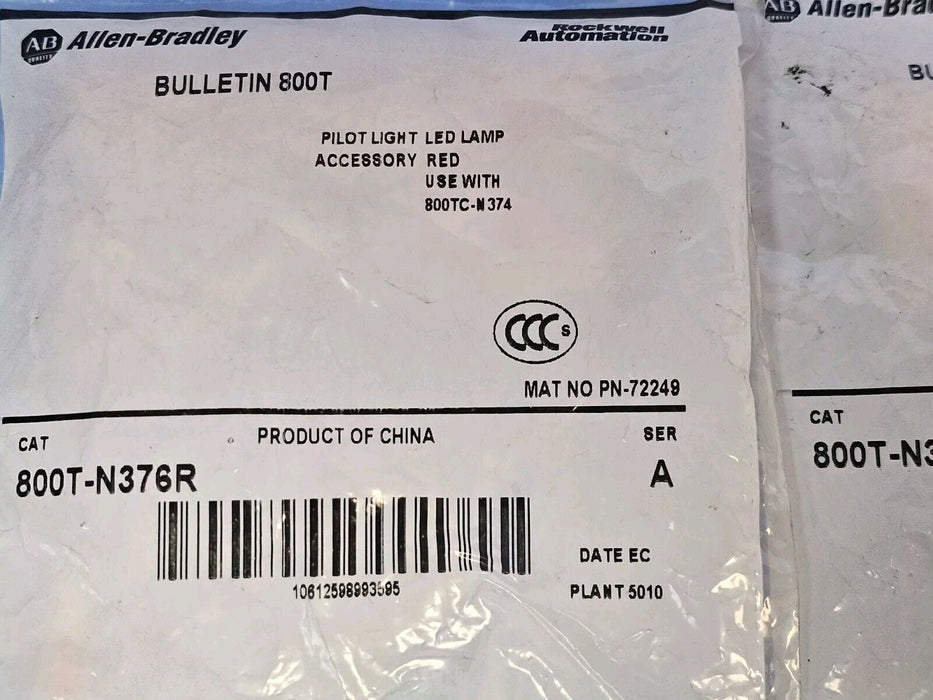 AB QUALITY Allen-Bradley
Rockwell Automation
BULLETIN 800T
PILOT LIGHT LED LAMP
ACCESSORY RED
USE WITH
800TC-N374
CCC S
MAT NO PN-72249
CAT
PRODUCT OF CHINA
SER
800T-N376R
A
10612598993595
DATE EC
PLANT 5010
AB Allen-Bra
BU
CAT
800T-N3